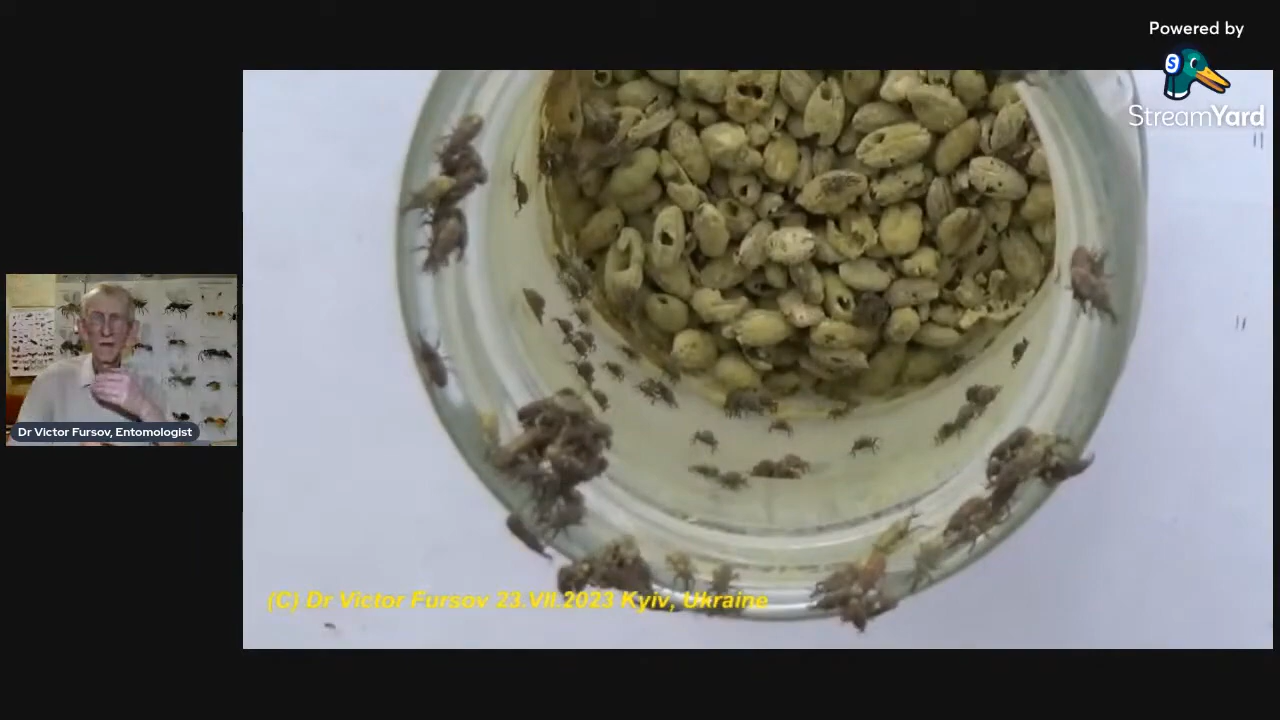 Powered by
S
StreamYard
Dr Victor Fursov, Entomologist
(C) Dr Victor Fursov 23.VII.2023 Kyiv, Ukraine